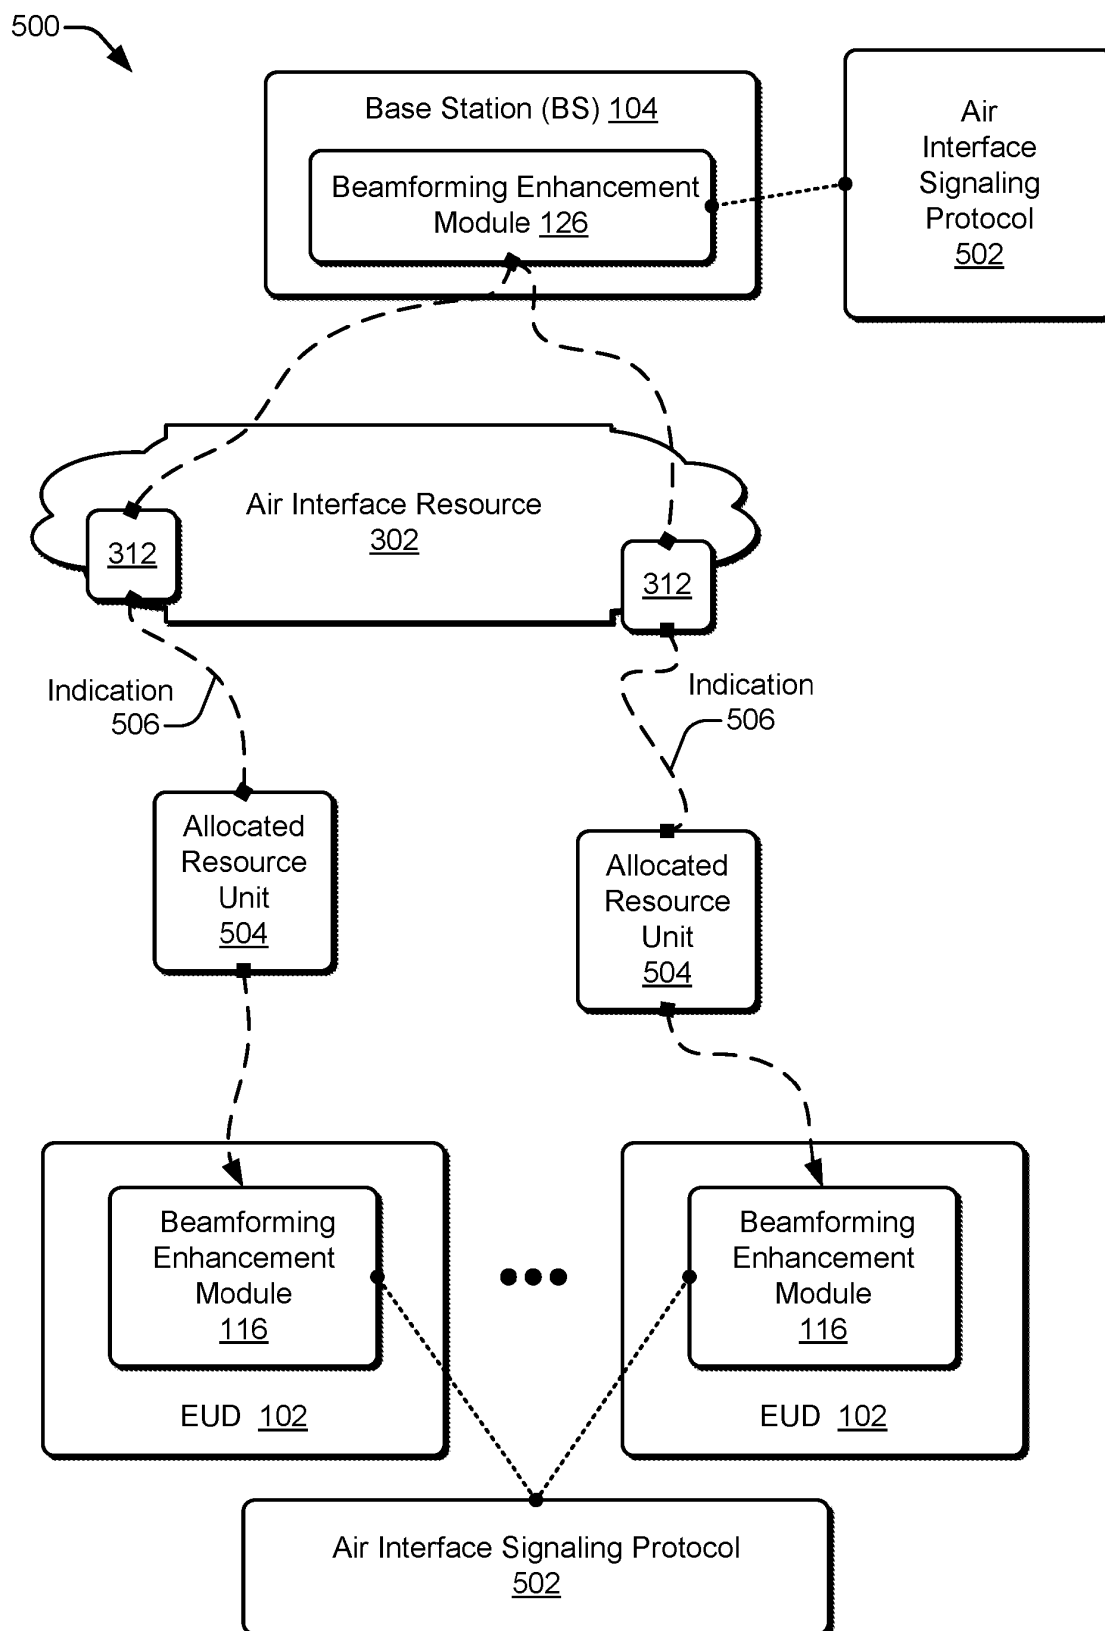 500
Base Station (BS) 104
Beamforming Enhancement
Module 126
Air
Interface
Signaling
Protocol
502
Air Interface Resource
302
312
312
Indication
506
Indication
506
Allocated
Resource
Unit
504
Allocated
Resource
Unit
504
Beamforming
Enhancement
Module
116
EUD 102
Beamforming
Enhancement
Module
116
EUD 102
Air Interface Signaling Protocol
502